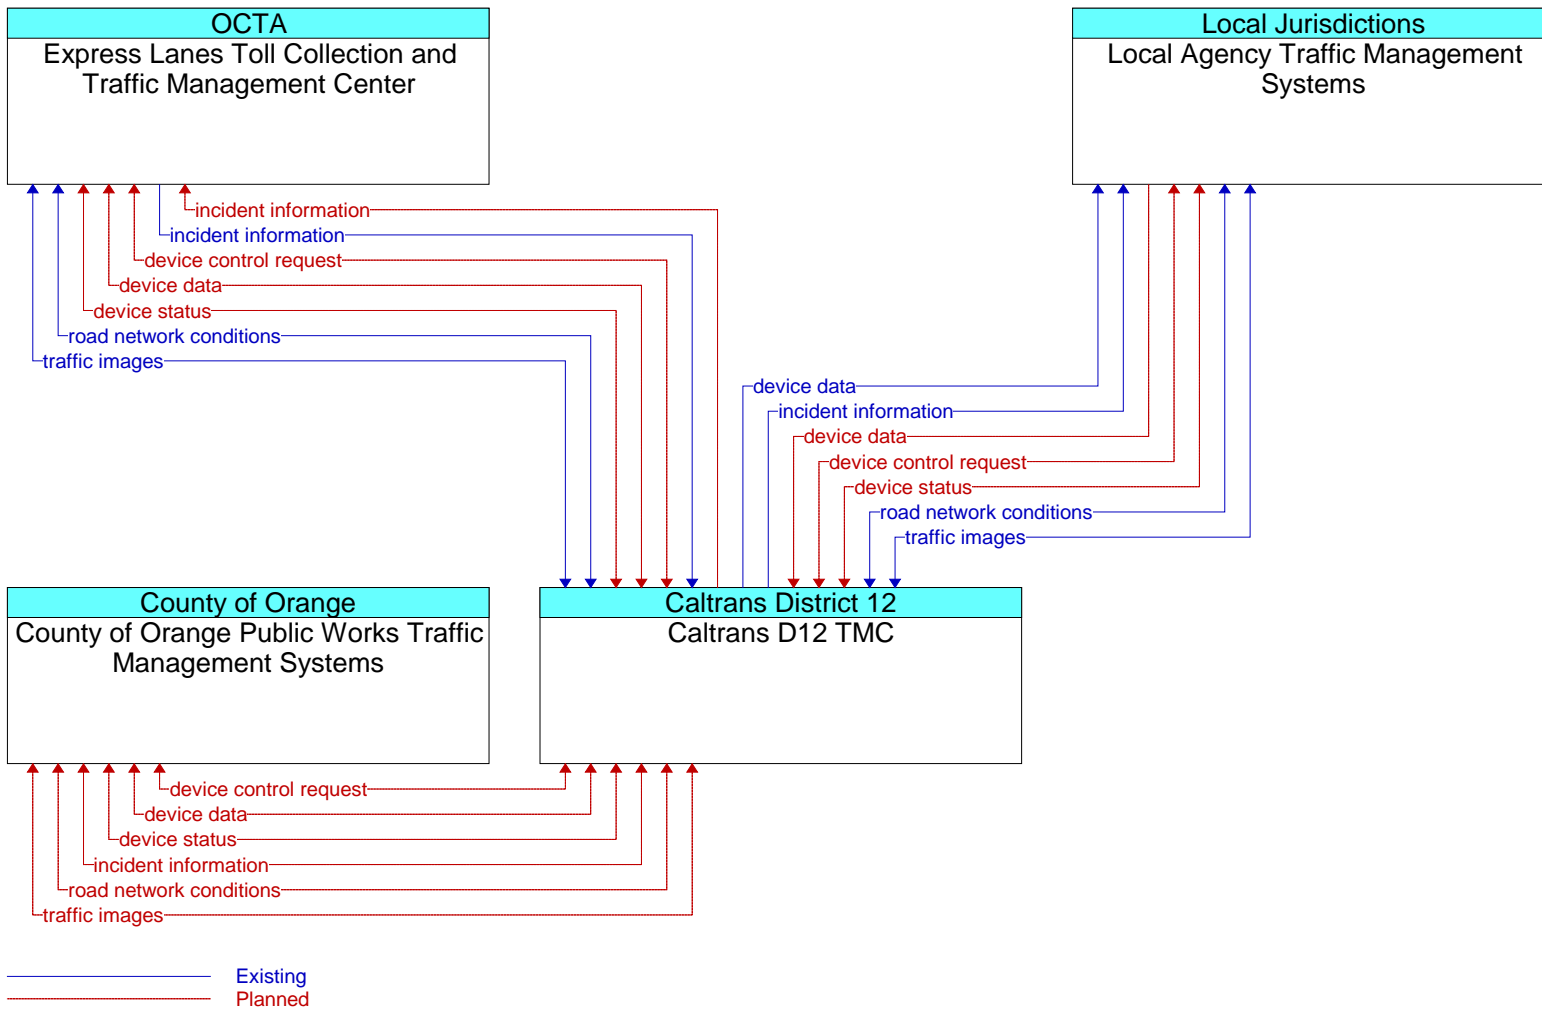 OCTA
Express Lanes Toll Collection and
Traffic Management Center
Local Jurisdictions
Local Agency Traffic Management
Systems
incident information
incident information
device control request
device data
device status
road network conditions
traffic images
device data
incident information
device data
device control request
device status
road network conditions
traffic images
County of Orange
County of Orange Public Works Traffic
Management Systems
Caltrans District 12
Caltrans D12 TMC
device control request
device data
device status
incident information
road network conditions
traffic images
Existing
Planned